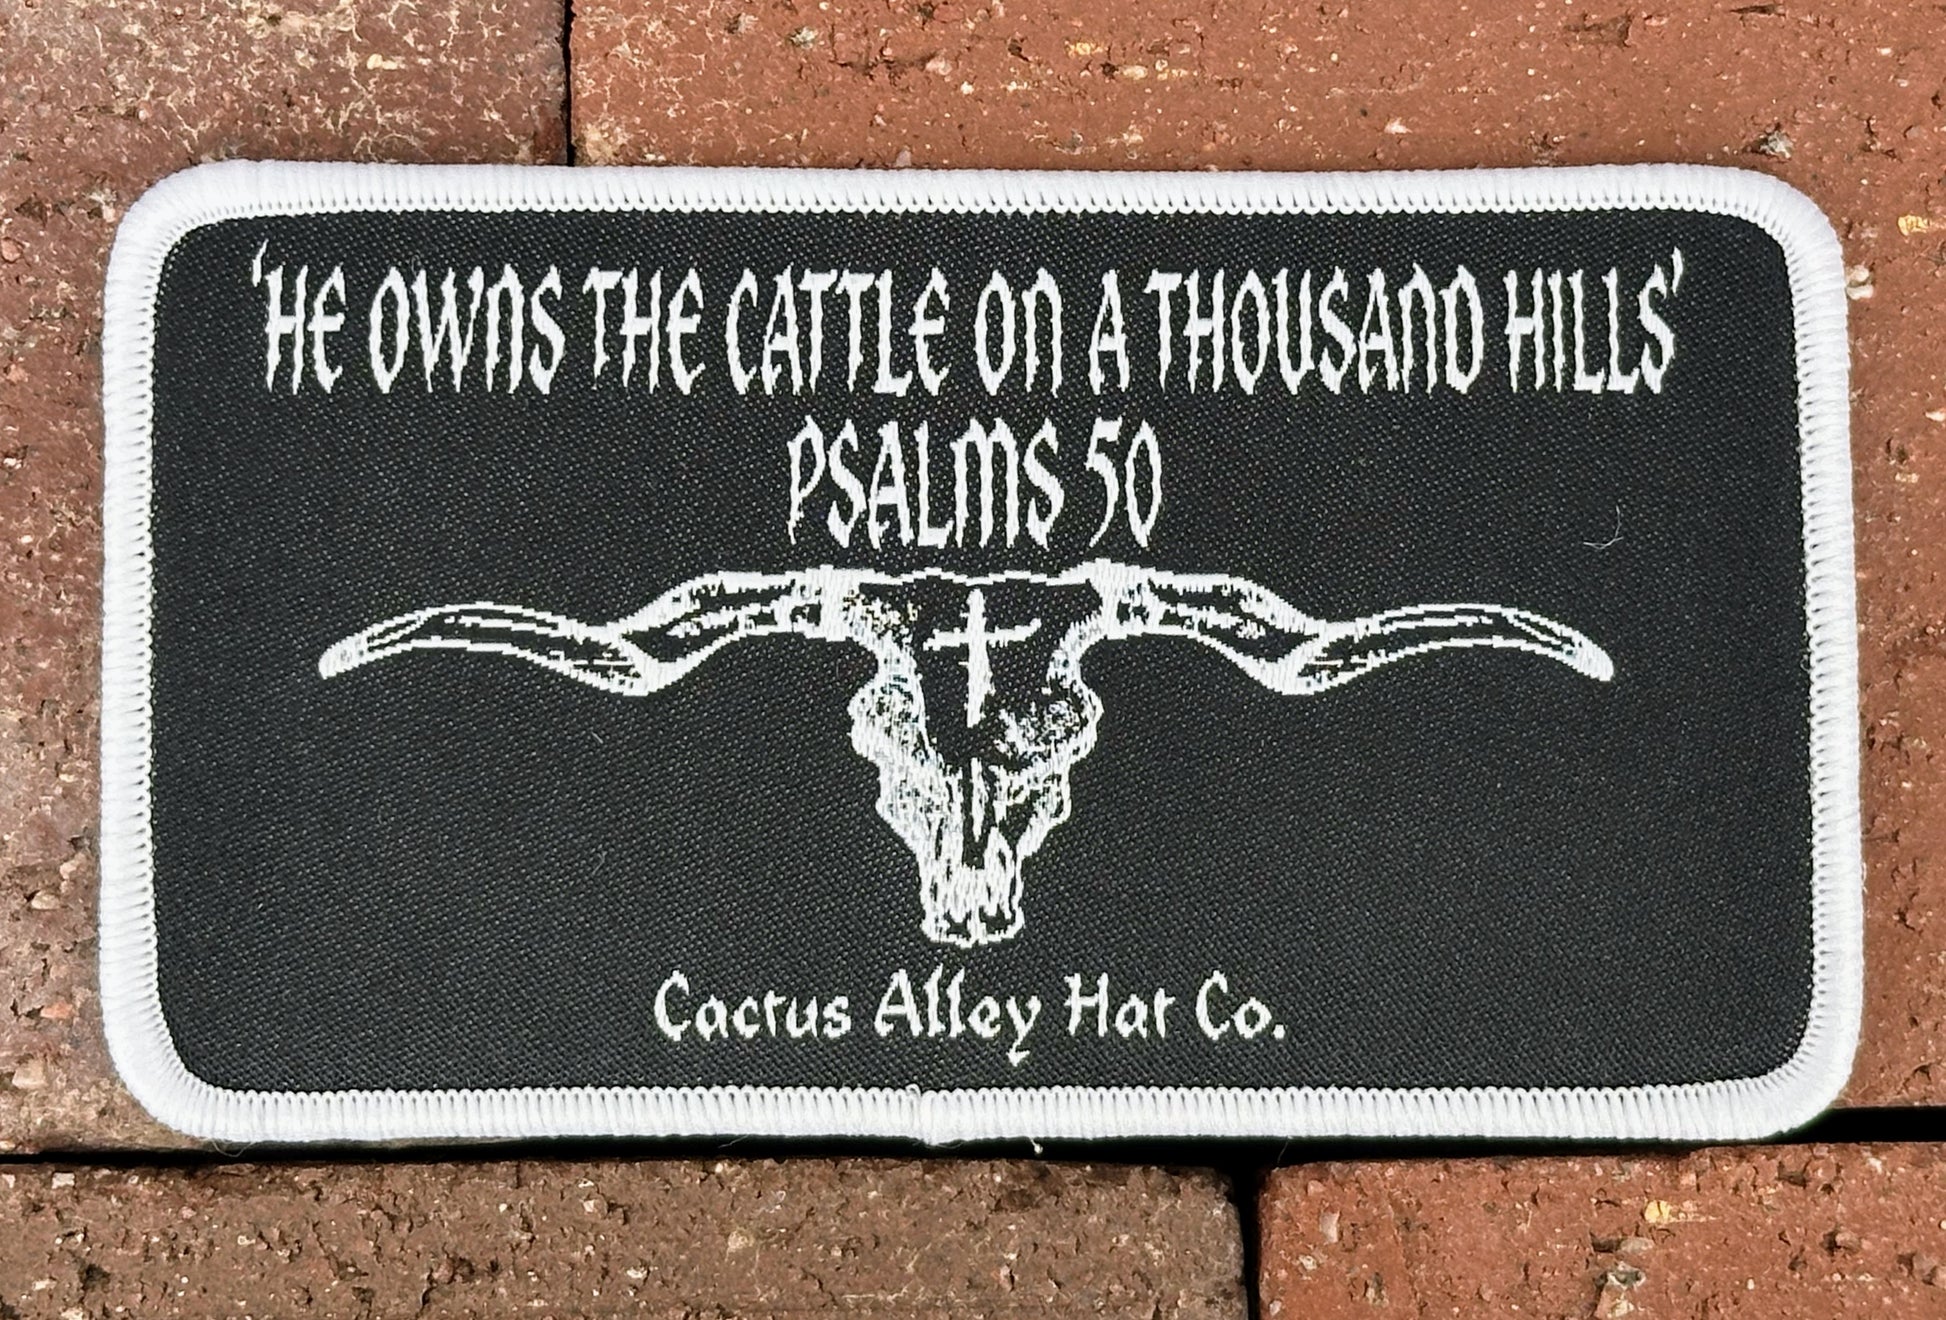 'HE OWNS THE CATTLE ON A THOUSAND HILLS'
PSALMS 50
Cactus Alley Hat Co.